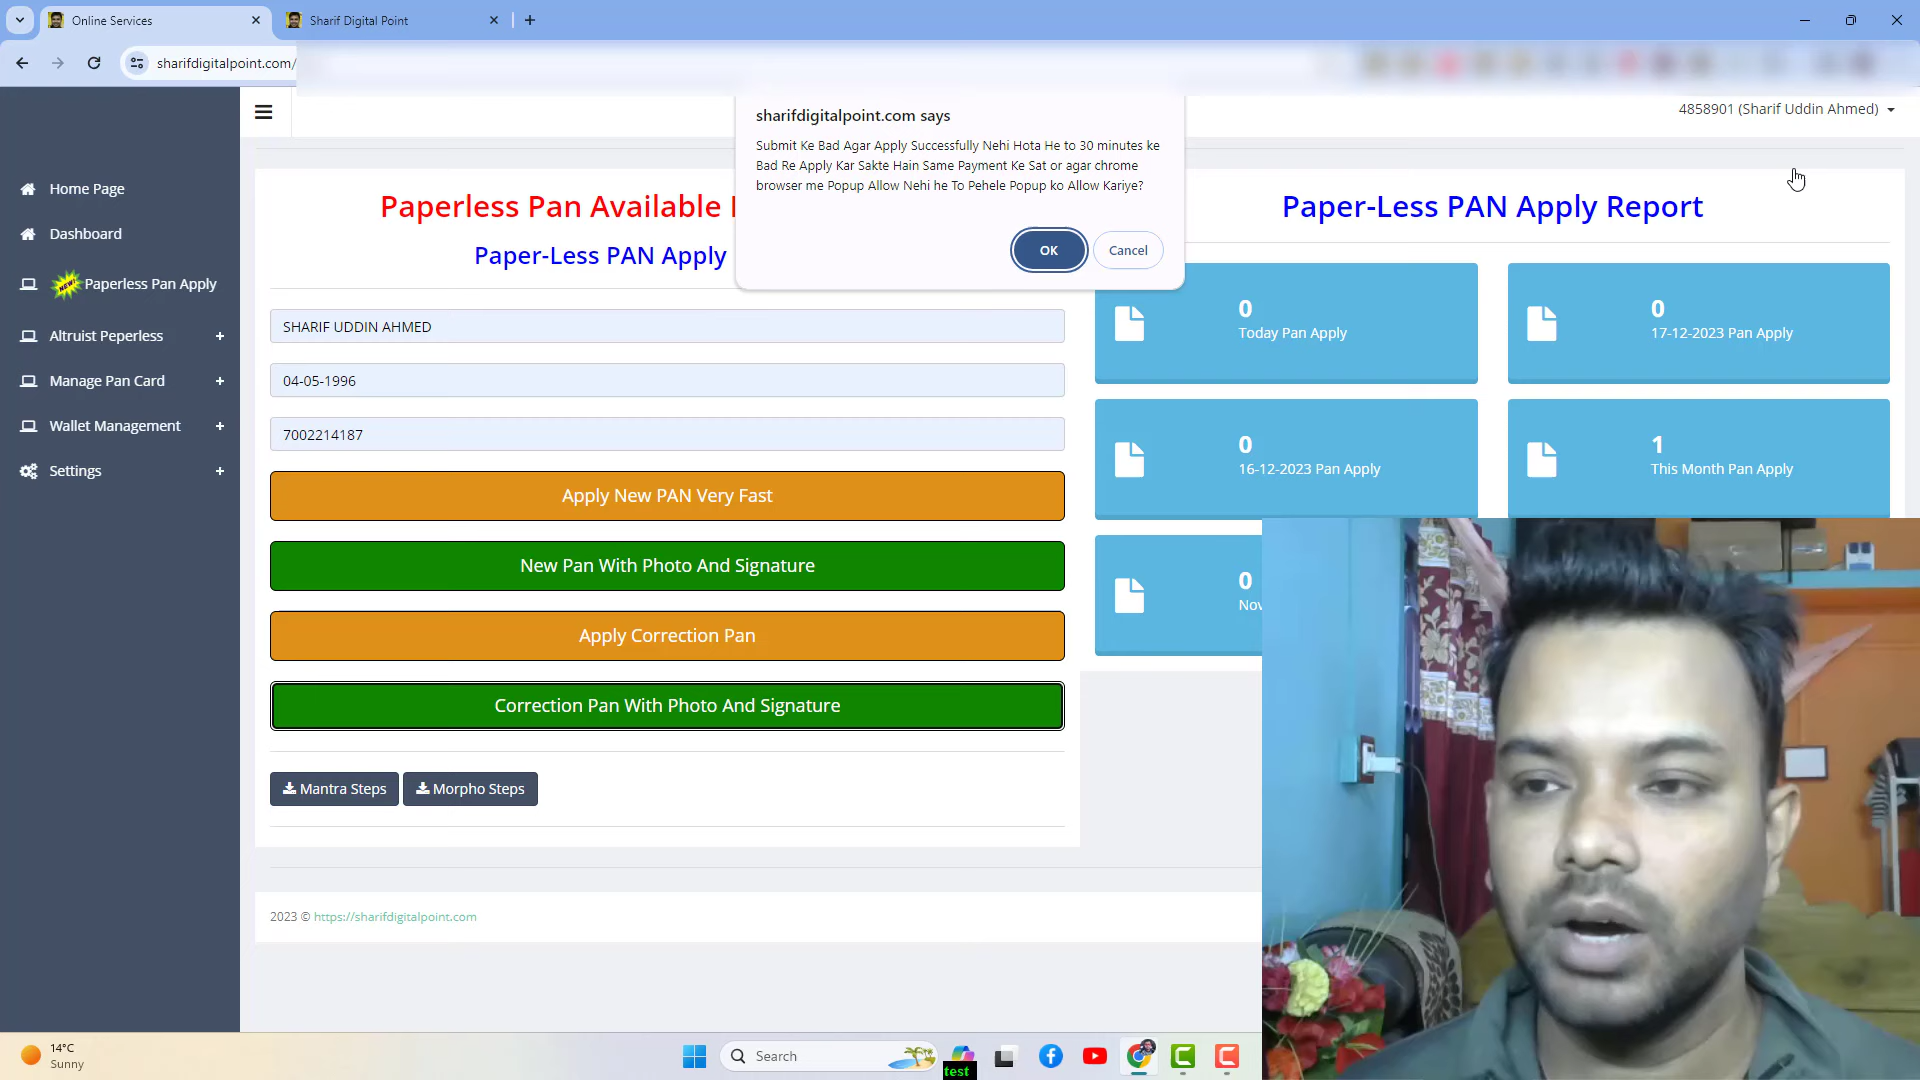 Online Services
Sharif Digital Point
sharifdigitalpoint.com/
sharifdigitalpoint.com says
Submit Ke Bad Agar Apply Successfully Nehi Hota He to 30 minutes ke
Bad Re Apply Kar Sakte Hain Same Payment Ke Sat or agar chrome
browser me Popup Allow Nehi he To Pehele Popup ko Allow Kariye?
OK
Cancel
4858901 (Sharif Uddin Ahmed)
Home Page
Dashboard
NEW! Paperless Pan Apply
Altruist Peperless +
Manage Pan Card +
Wallet Management +
Settings +
Paperless Pan Available
Paper-Less PAN Apply
SHARIF UDDIN AHMED
04-05-1996
7002214187
Apply New PAN Very Fast
New Pan With Photo And Signature
Apply Correction Pan
Correction Pan With Photo And Signature
Mantra Steps
Morpho Steps
2023 © https://sharifdigitalpoint.com
Paper-Less PAN Apply Report
0
Today Pan Apply
0
17-12-2023 Pan Apply
0
16-12-2023 Pan Apply
1
This Month Pan Apply
0
Nov
14°C
Sunny
Search
test